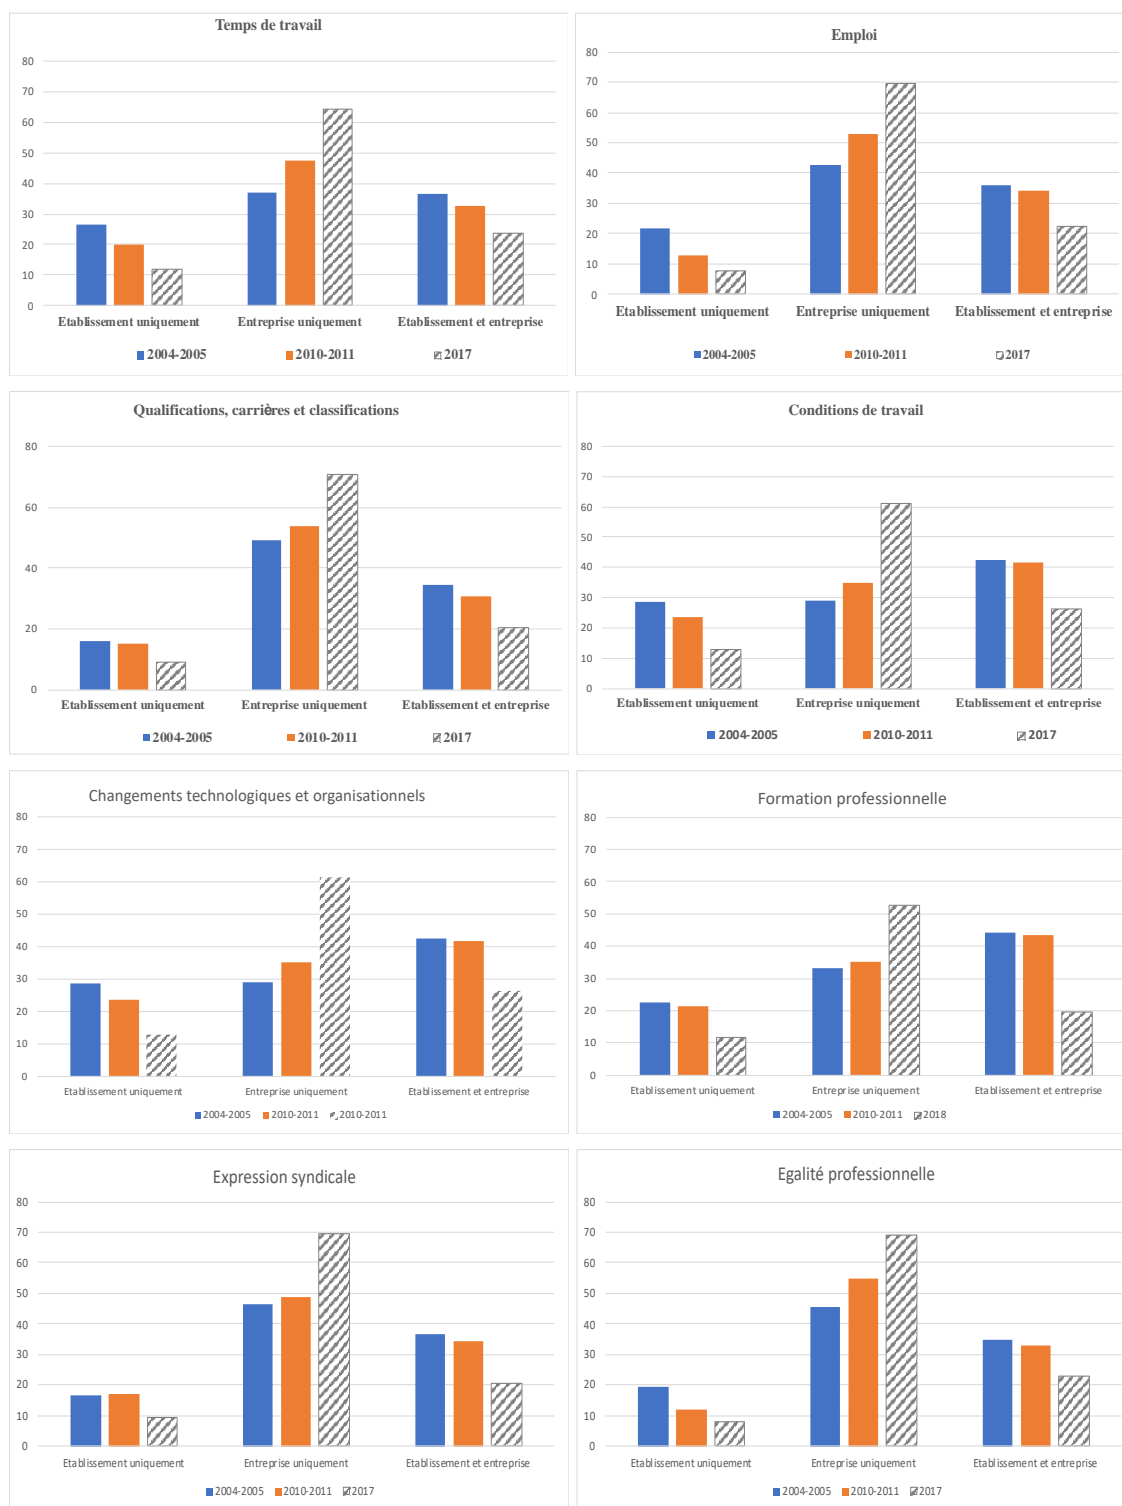 Temps de travail
80
70
60
50
40
30
20
10
0
Etablissement uniquement Entreprise uniquement Etablissement et entreprise
2004-2005 2010-2011 2017
Emploi
80
70
60
50
40
30
20
10
0
Etablissement uniquement Entreprise uniquement Etablissement et entreprise
2004-2005 2010-2011 2017
Qualifications, carrières et classifications
80
60
40
20
0
Etablissement uniquement Entreprise uniquement Etablissement et entreprise
2004-2005 2010-2011 2017
Conditions de travail
80
70
60
50
40
30
20
10
0
Etablissement uniquement Entreprise uniquement Etablissement et entreprise
2004-2005 2010-2011 2017
Changements technologiques et organisationnels
80
70
60
50
40
30
20
10
0
Etablissement uniquement Entreprise uniquement Etablissement et entreprise
2004-2005 2010-2011 2010-2011
Formation professionnelle
80
70
60
50
40
30
20
10
0
Etablissement uniquement Entreprise uniquement Etablissement et entreprise
2004-2005 2010-2011 2018
Expression syndicale
80
70
60
50
40
30
20
10
0
Etablissement uniquement Entreprise uniquement Etablissement et entreprise
2004-2005 2010-2011 2017
Egalité professionnelle
80
70
60
50
40
30
20
10
0
Etablissement uniquement Entreprise uniquement Etablissement et entreprise
2004-2005 2010-2011 2017